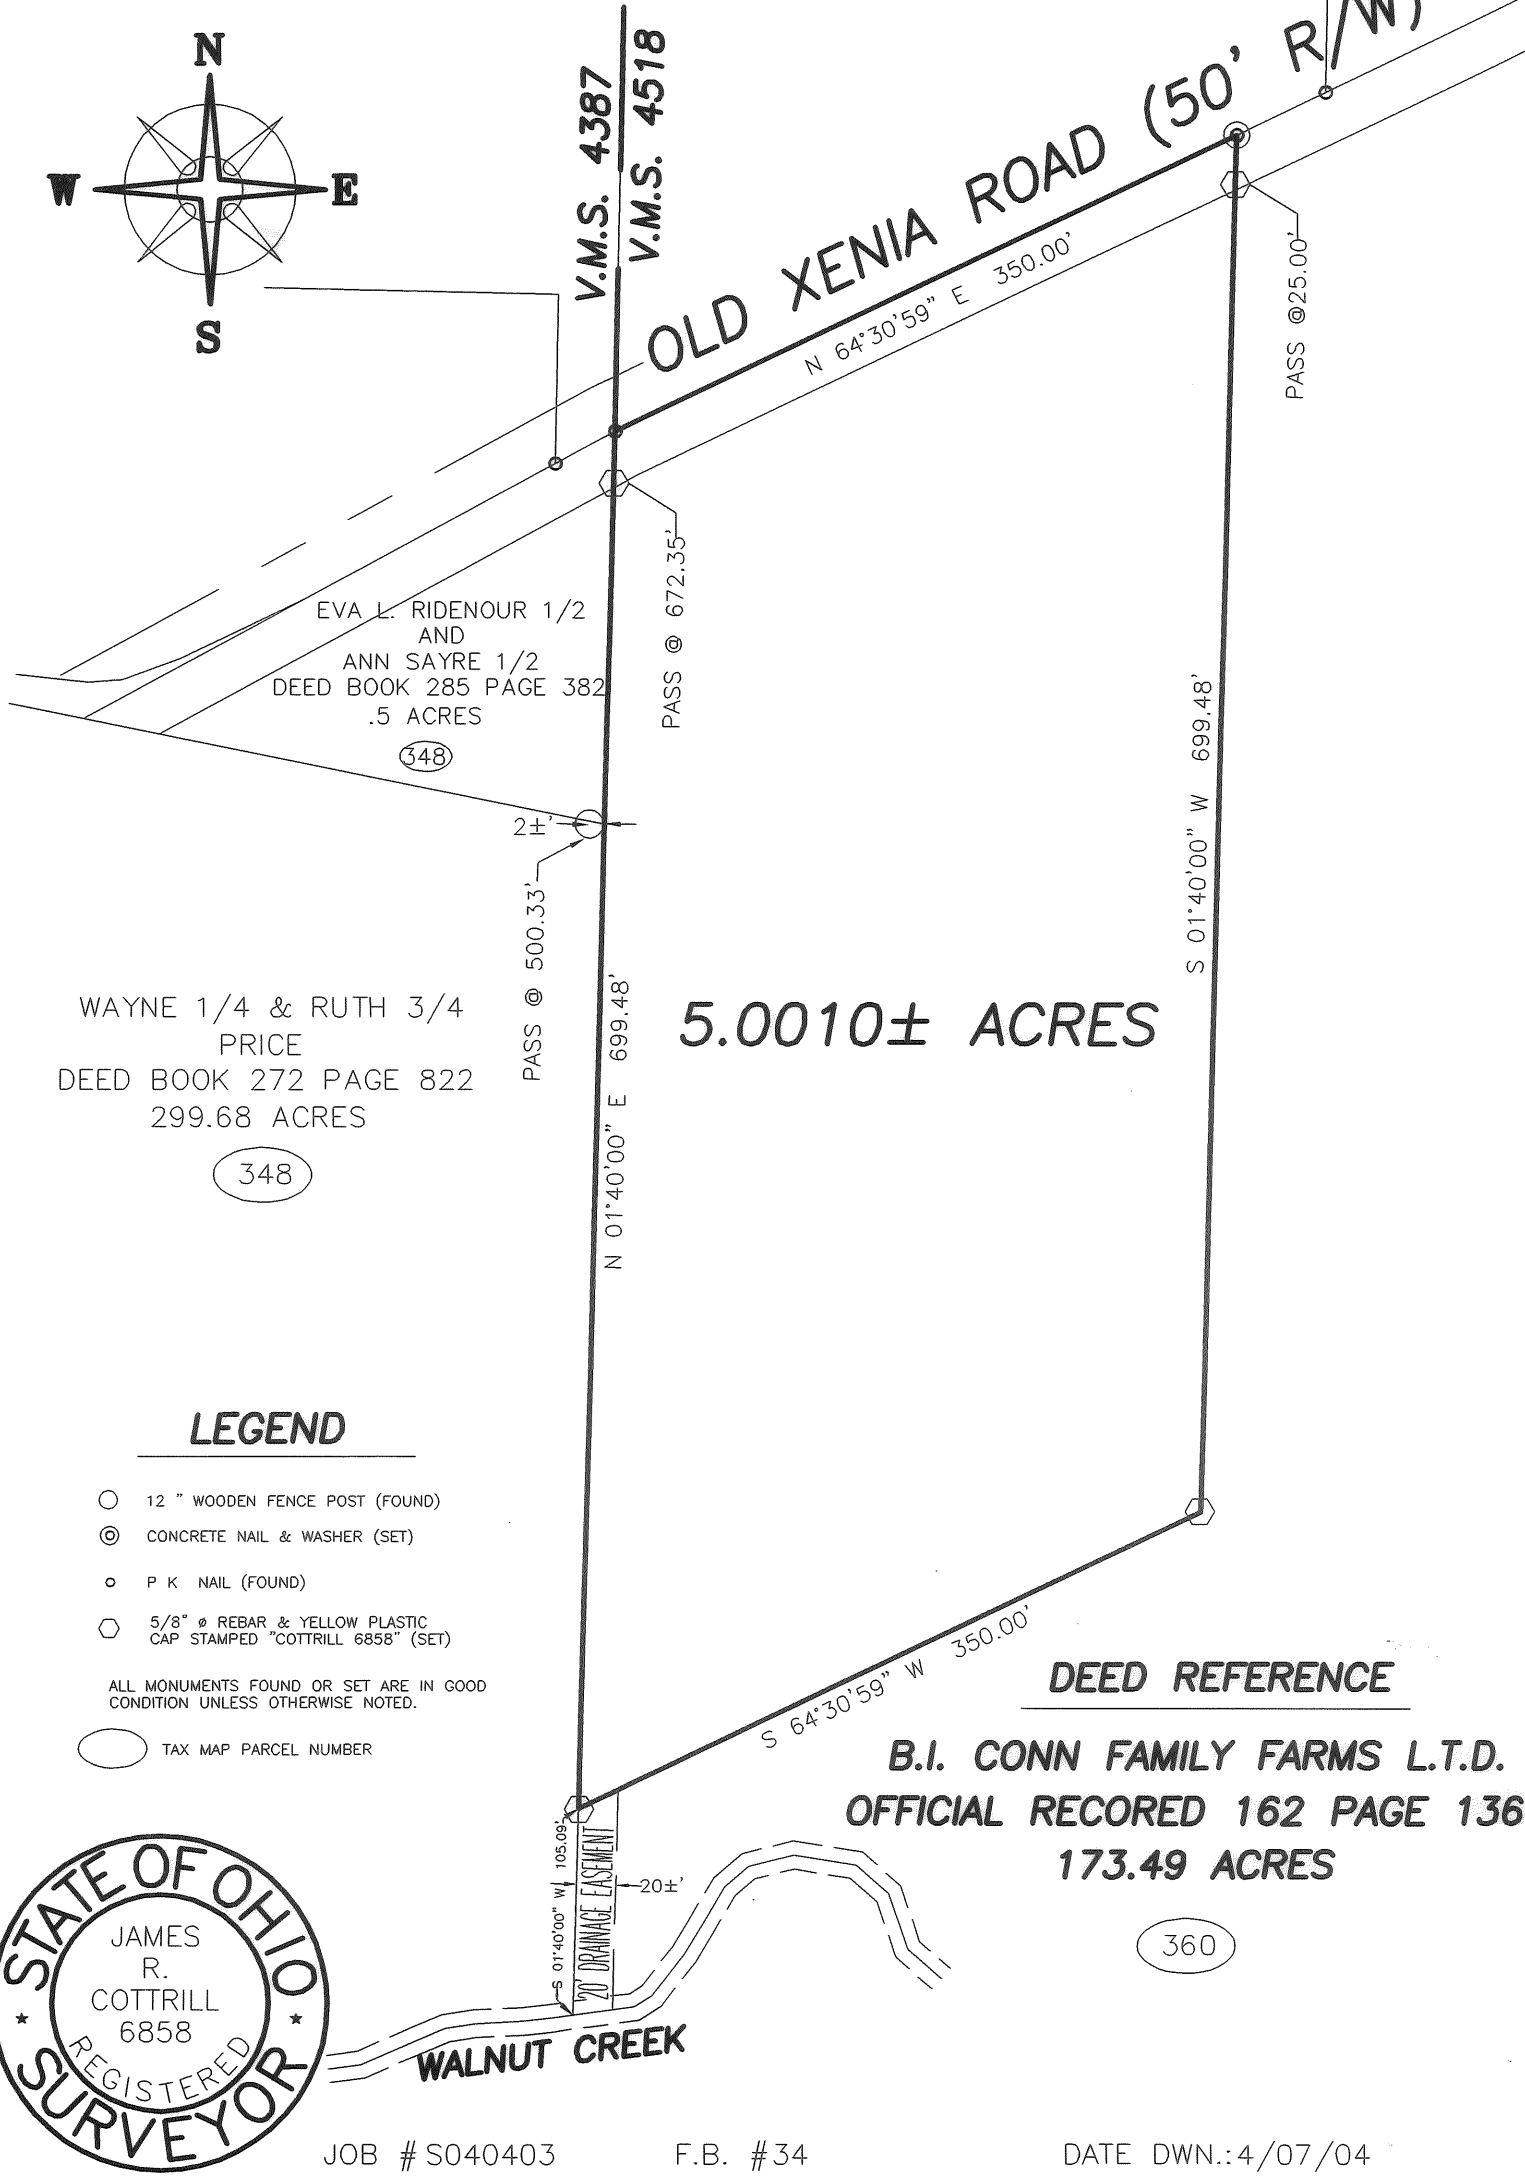 N
W
E
S
V.M.S. 4387
V.M.S. 4518
OLD XENIA ROAD (50' R/W)
N 64°30'59" E 350.00'
PASS @25.00'
PASS @ 672.35'
EVA L. RIDENOUR 1/2
AND
ANN SAYRE 1/2
DEED BOOK 285 PAGE 382
.5 ACRES
348
2±'
PASS @ 500.33'
S 01°40'00" W 699.48'
N 01°40'00" E 699.48'
5.0010± ACRES
WAYNE 1/4 & RUTH 3/4
PRICE
DEED BOOK 272 PAGE 822
299.68 ACRES
348
LEGEND
12 " WOODEN FENCE POST (FOUND)
CONCRETE NAIL & WASHER (SET)
P K NAIL (FOUND)
5/8" ø REBAR & YELLOW PLASTIC
CAP STAMPED "COTTRILL 6858" (SET)
ALL MONUMENTS FOUND OR SET ARE IN GOOD
CONDITION UNLESS OTHERWISE NOTED.
TAX MAP PARCEL NUMBER
S 64°30'59" W 350.00'
DEED REFERENCE
B.I. CONN FAMILY FARMS L.T.D.
OFFICIAL RECORED 162 PAGE 136
173.49 ACRES
360
S 01°40'00" W 105.09'
20' DRAINAGE EASEMENT
20±'
WALNUT CREEK
STATE OF OHIO
JAMES
R.
COTTRILL
6858
REGISTERED
SURVEYOR
JOB #S040403
F.B. #34
DATE DWN.:4/07/04